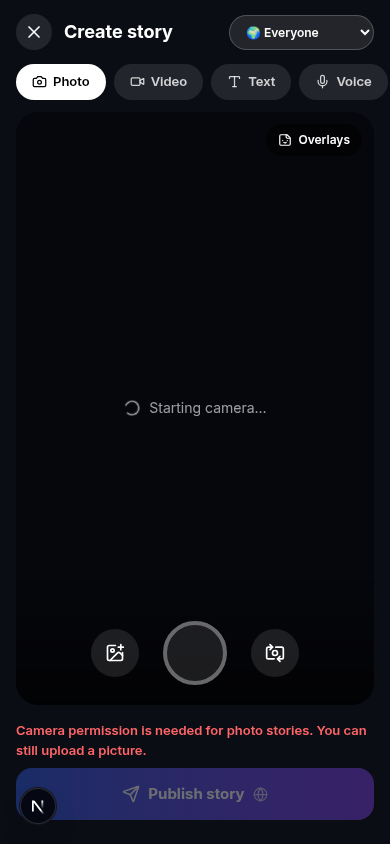 Create story
🌍 Everyone
Photo
Video
Text
Voice
Overlays
Starting camera...
Camera permission is needed for photo stories. You can
still upload a picture.
Publish story
N